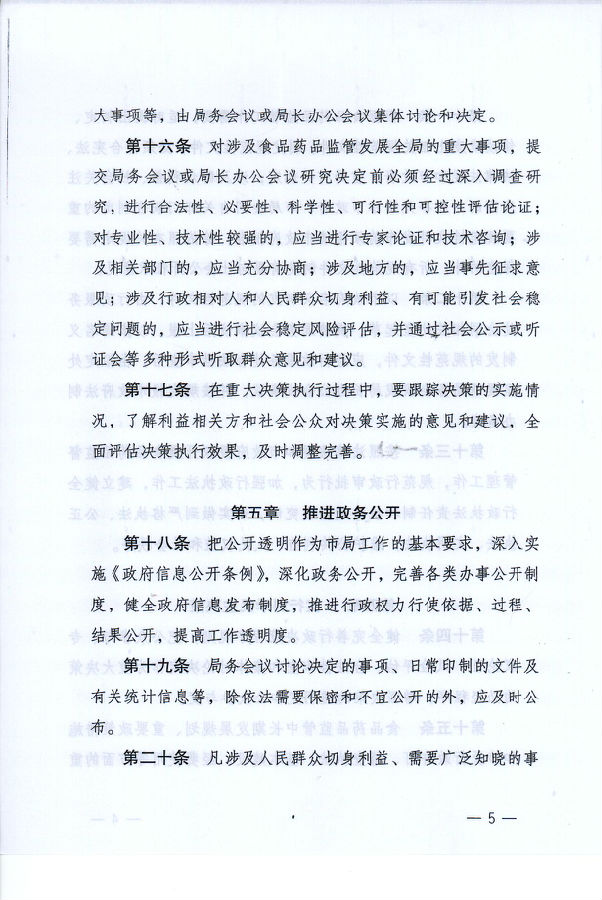 大事项等，由局务会议或局长办公会议集体讨论和决定。
第十六条　对涉及食品药品监管发展全局的重大事项，提
交局务会议或局长办公会议研究决定前必须经过深入调查研
究，进行合法性、必要性、科学性、可行性和可控性评估论证；
对专业性、技术性较强的，应当进行专家论证和技术咨询；涉
及相关部门的，应当充分协商；涉及地方的，应当事先征求意
见；涉及行政相对人和人民群众切身利益、有可能引发社会稳
定问题的，应当进行社会稳定风险评估，并通过社会公示或听
证会等多种形式听取群众意见和建议。
第十七条　在重大决策执行过程中，要跟踪决策的实施情
况，了解利益相关方和社会公众对决策实施的意见和建议，全
面评估决策执行效果，及时调整完善。
第五章　推进政务公开
第十八条　把公开透明作为市局工作的基本要求，深入实
施《政府信息公开条例》，深化政务公开，完善各类办事公开制
度，健全政府信息发布制度，推进行政权力行使依据、过程、
结果公开，提高工作透明度。
第十九条　局务会议讨论决定的事项、日常印制的文件及
有关统计信息等，除依法需要保密和不宜公开的外，应及时公
布。
第二十条　凡涉及人民群众切身利益、需要广泛知晓的事
— 5 —